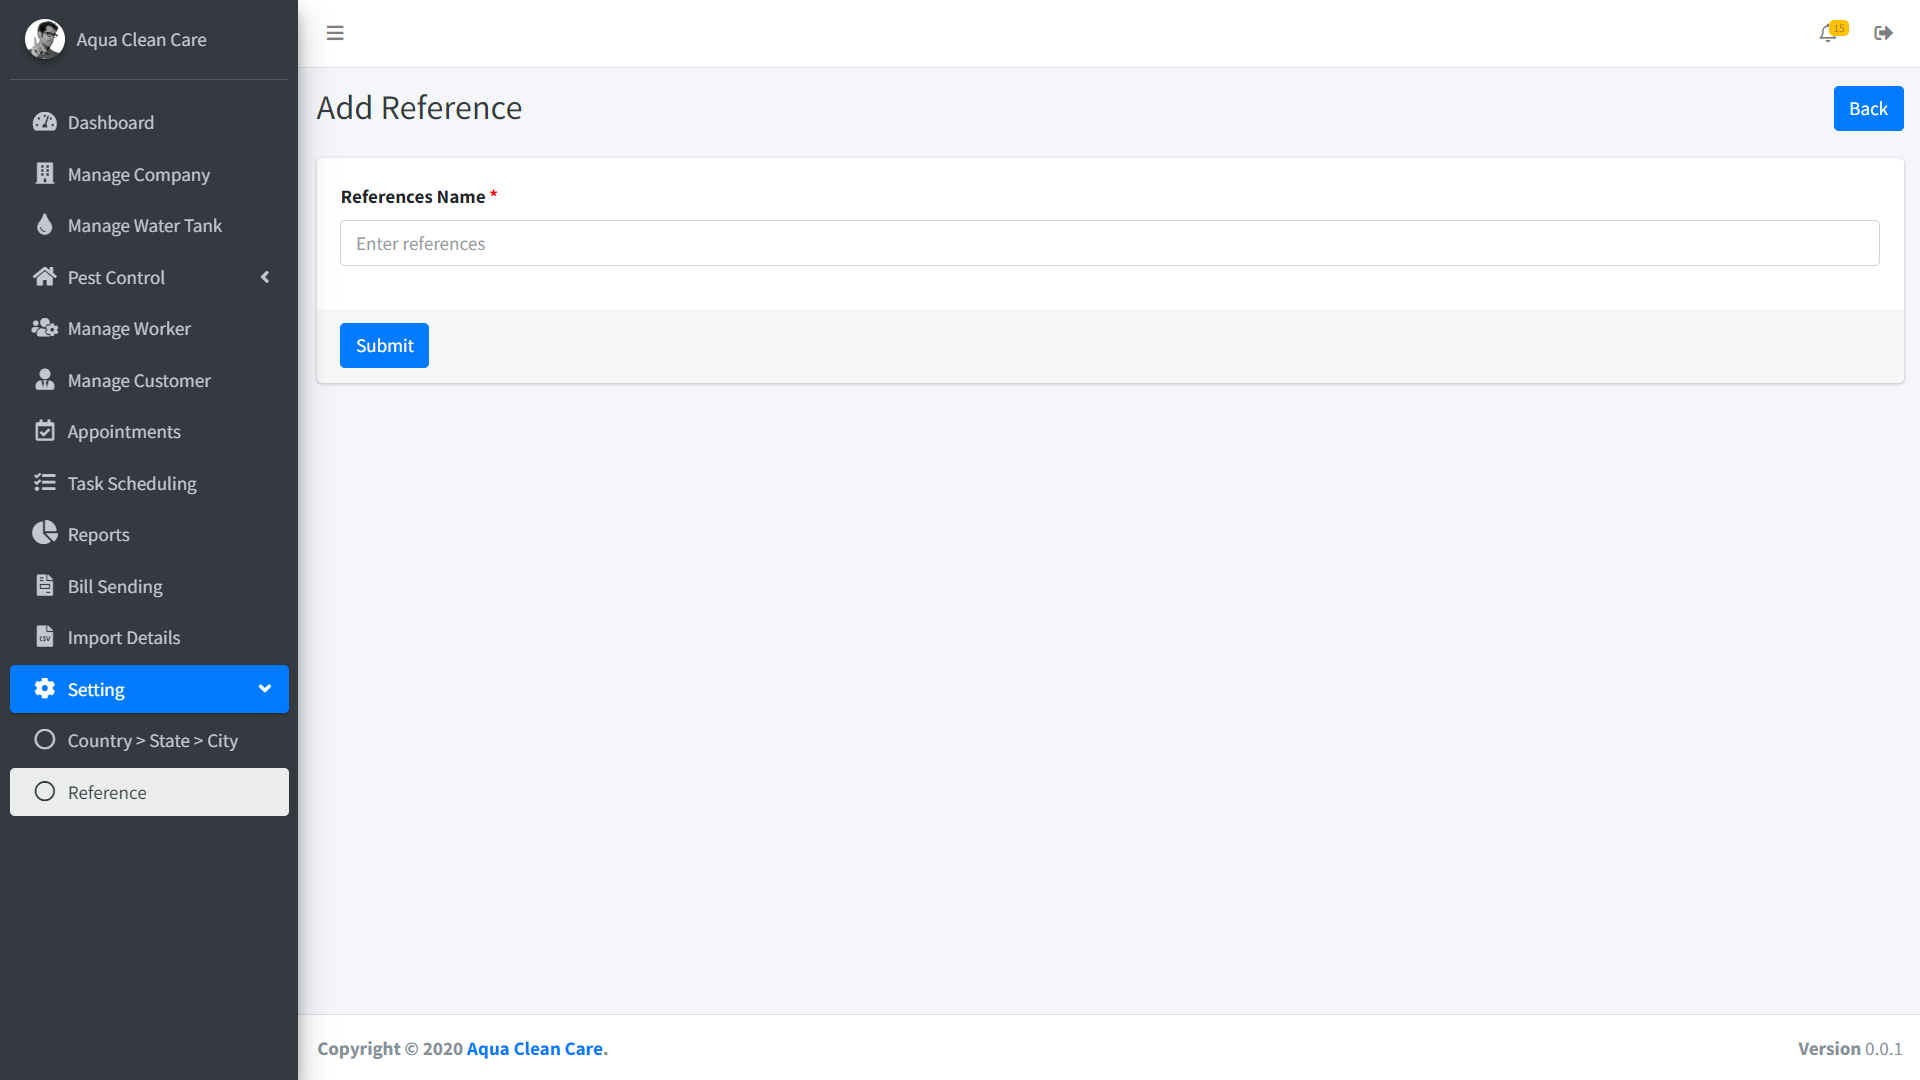 Aqua Clean Care
15
Add Reference
Back
Dashboard
Manage Company
Manage Water Tank
Pest Control
Manage Worker
Manage Customer
Appointments
Task Scheduling
Reports
Bill Sending
CSV
Import Details
Setting
Country > State > City
Reference
References Name *
Enter references
Submit
Copyright © 2020 Aqua Clean Care.
Version 0.0.1